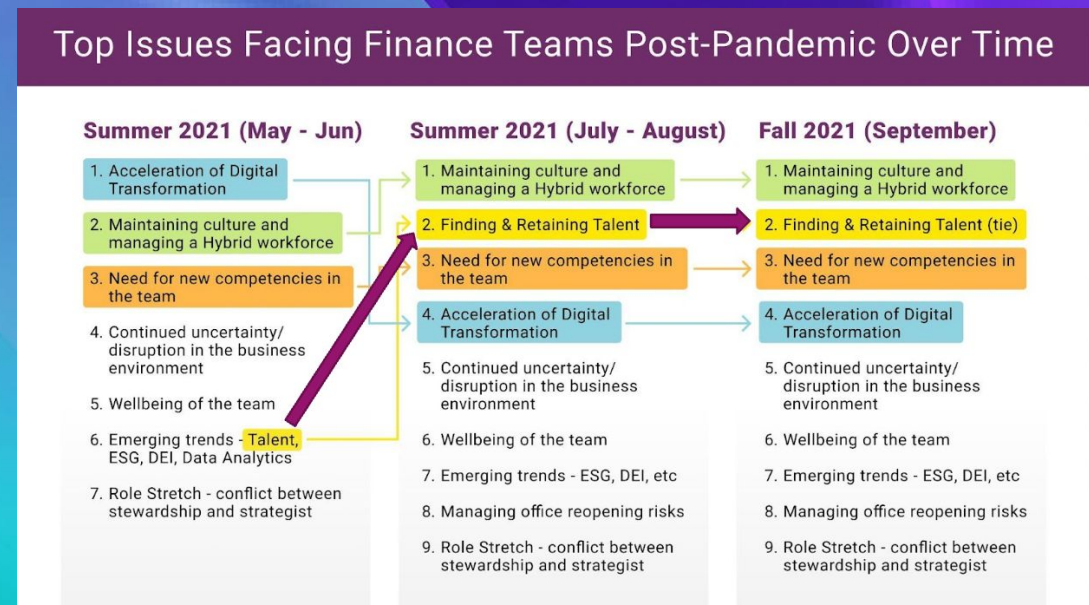 Top Issues Facing Finance Teams Post-Pandemic Over Time
Summer 2021 (May - Jun)
1. Acceleration of Digital
Transformation
2. Maintaining culture and
managing a Hybrid workforce
3. Need for new competencies in
the team
4. Continued uncertainty/
disruption in the business
environment
5. Wellbeing of the team
6. Emerging trends - Talent,
ESG, DEI, Data Analytics
7. Role Stretch - conflict between
stewardship and strategist
Summer 2021 (July - August)
1. Maintaining culture and
managing a Hybrid workforce
2. Finding & Retaining Talent
3. Need for new competencies in
the team
4. Acceleration of Digital
Transformation
5. Continued uncertainty/
disruption in the business
environment
6. Wellbeing of the team
7. Emerging trends - ESG, DEI, etc
8. Managing office reopening risks
9. Role Stretch - conflict between
stewardship and strategist
Fall 2021 (September)
1. Maintaining culture and
managing a Hybrid workforce
2. Finding & Retaining Talent (tie)
3. Need for new competencies in
the team
4. Acceleration of Digital
Transformation
5. Continued uncertainty/
disruption in the business
environment
6. Wellbeing of the team
7. Emerging trends - ESG, DEI, etc
8. Managing office reopening risks
9. Role Stretch - conflict between
stewardship and strategist